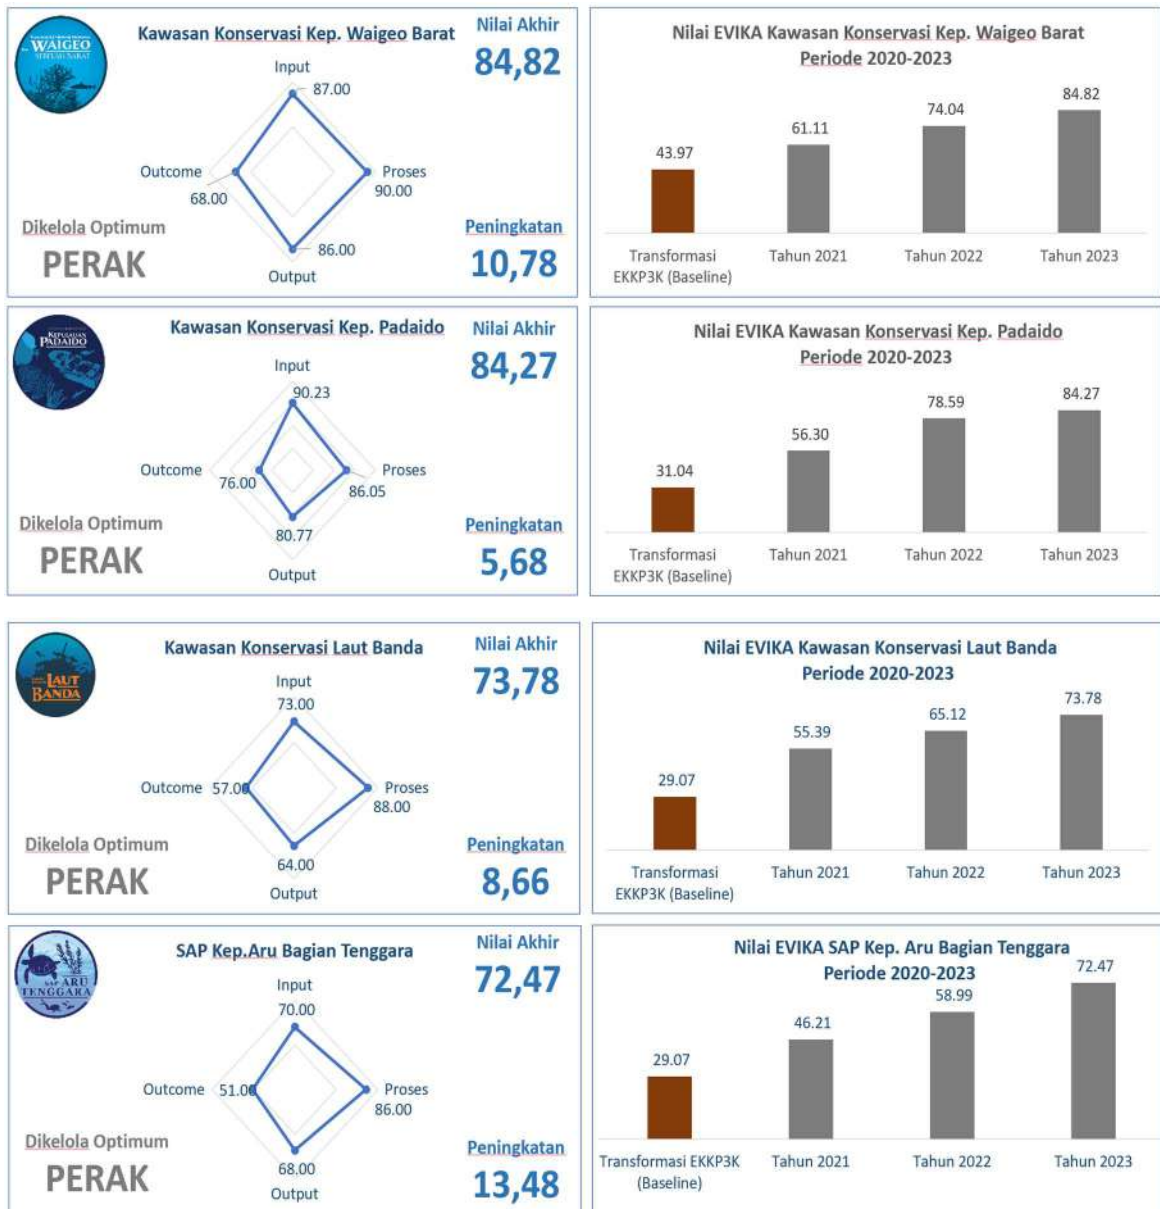 WAIGEO
SEBELAH BARAT
Kawasan Konservasi Kep. Waigeo Barat
Nilai Akhir
84,82
Input
87.00
Outcome
68.00
Proses
90.00
86.00
Output
Dikelola Optimum
PERAK
Peningkatan
10,78
Nilai EVIKA Kawasan Konservasi Kep. Waigeo Barat
Periode 2020-2023
43.97
61.11
74.04
84.82
Transformasi
EKKP3K (Baseline)
Tahun 2021
Tahun 2022
Tahun 2023
KEPULAUAN
PADAIDO
Kawasan Konservasi Kep. Padaido
Nilai Akhir
84,27
Input
90.23
Outcome
76.00
Proses
86.05
80.77
Output
Dikelola Optimum
PERAK
Peningkatan
5,68
Nilai EVIKA Kawasan Konservasi Kep. Padaido
Periode 2020-2023
31.04
56.30
78.59
84.27
Transformasi
EKKP3K (Baseline)
Tahun 2021
Tahun 2022
Tahun 2023
LAUT
BANDA
Kawasan Konservasi Laut Banda
Nilai Akhir
73,78
Input
73.00
Outcome 57.00
Proses
88.00
64.00
Output
Dikelola Optimum
PERAK
Peningkatan
8,66
Nilai EVIKA Kawasan Konservasi Laut Banda
Periode 2020-2023
29.07
55.39
65.12
73.78
Transformasi
EKKP3K (Baseline)
Tahun 2021
Tahun 2022
Tahun 2023
SAP ARU
TENGGARA
SAP Kep.Aru Bagian Tenggara
Nilai Akhir
72,47
Input
70.00
Outcome 51.00
Proses
86.00
68.00
Output
Dikelola Optimum
PERAK
Peningkatan
13,48
Nilai EVIKA SAP Kep. Aru Bagian Tenggara
Periode 2020-2023
29.07
46.21
58.99
72.47
Transformasi EKKP3K
(Baseline)
Tahun 2021
Tahun 2022
Tahun 2023